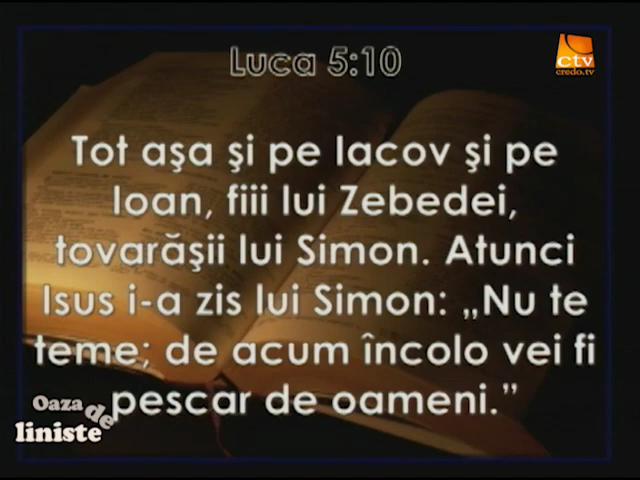 Luca 5:10
ctv
credo.tv
Tot aşa şi pe Iacov şi pe
Ioan, fiii lui Zebedei,
tovarăşii lui Simon. Atunci
Isus i-a zis lui Simon: „Nu te
teme; de acum încolo vei fi
pescar de oameni.”
Oaza de
liniste